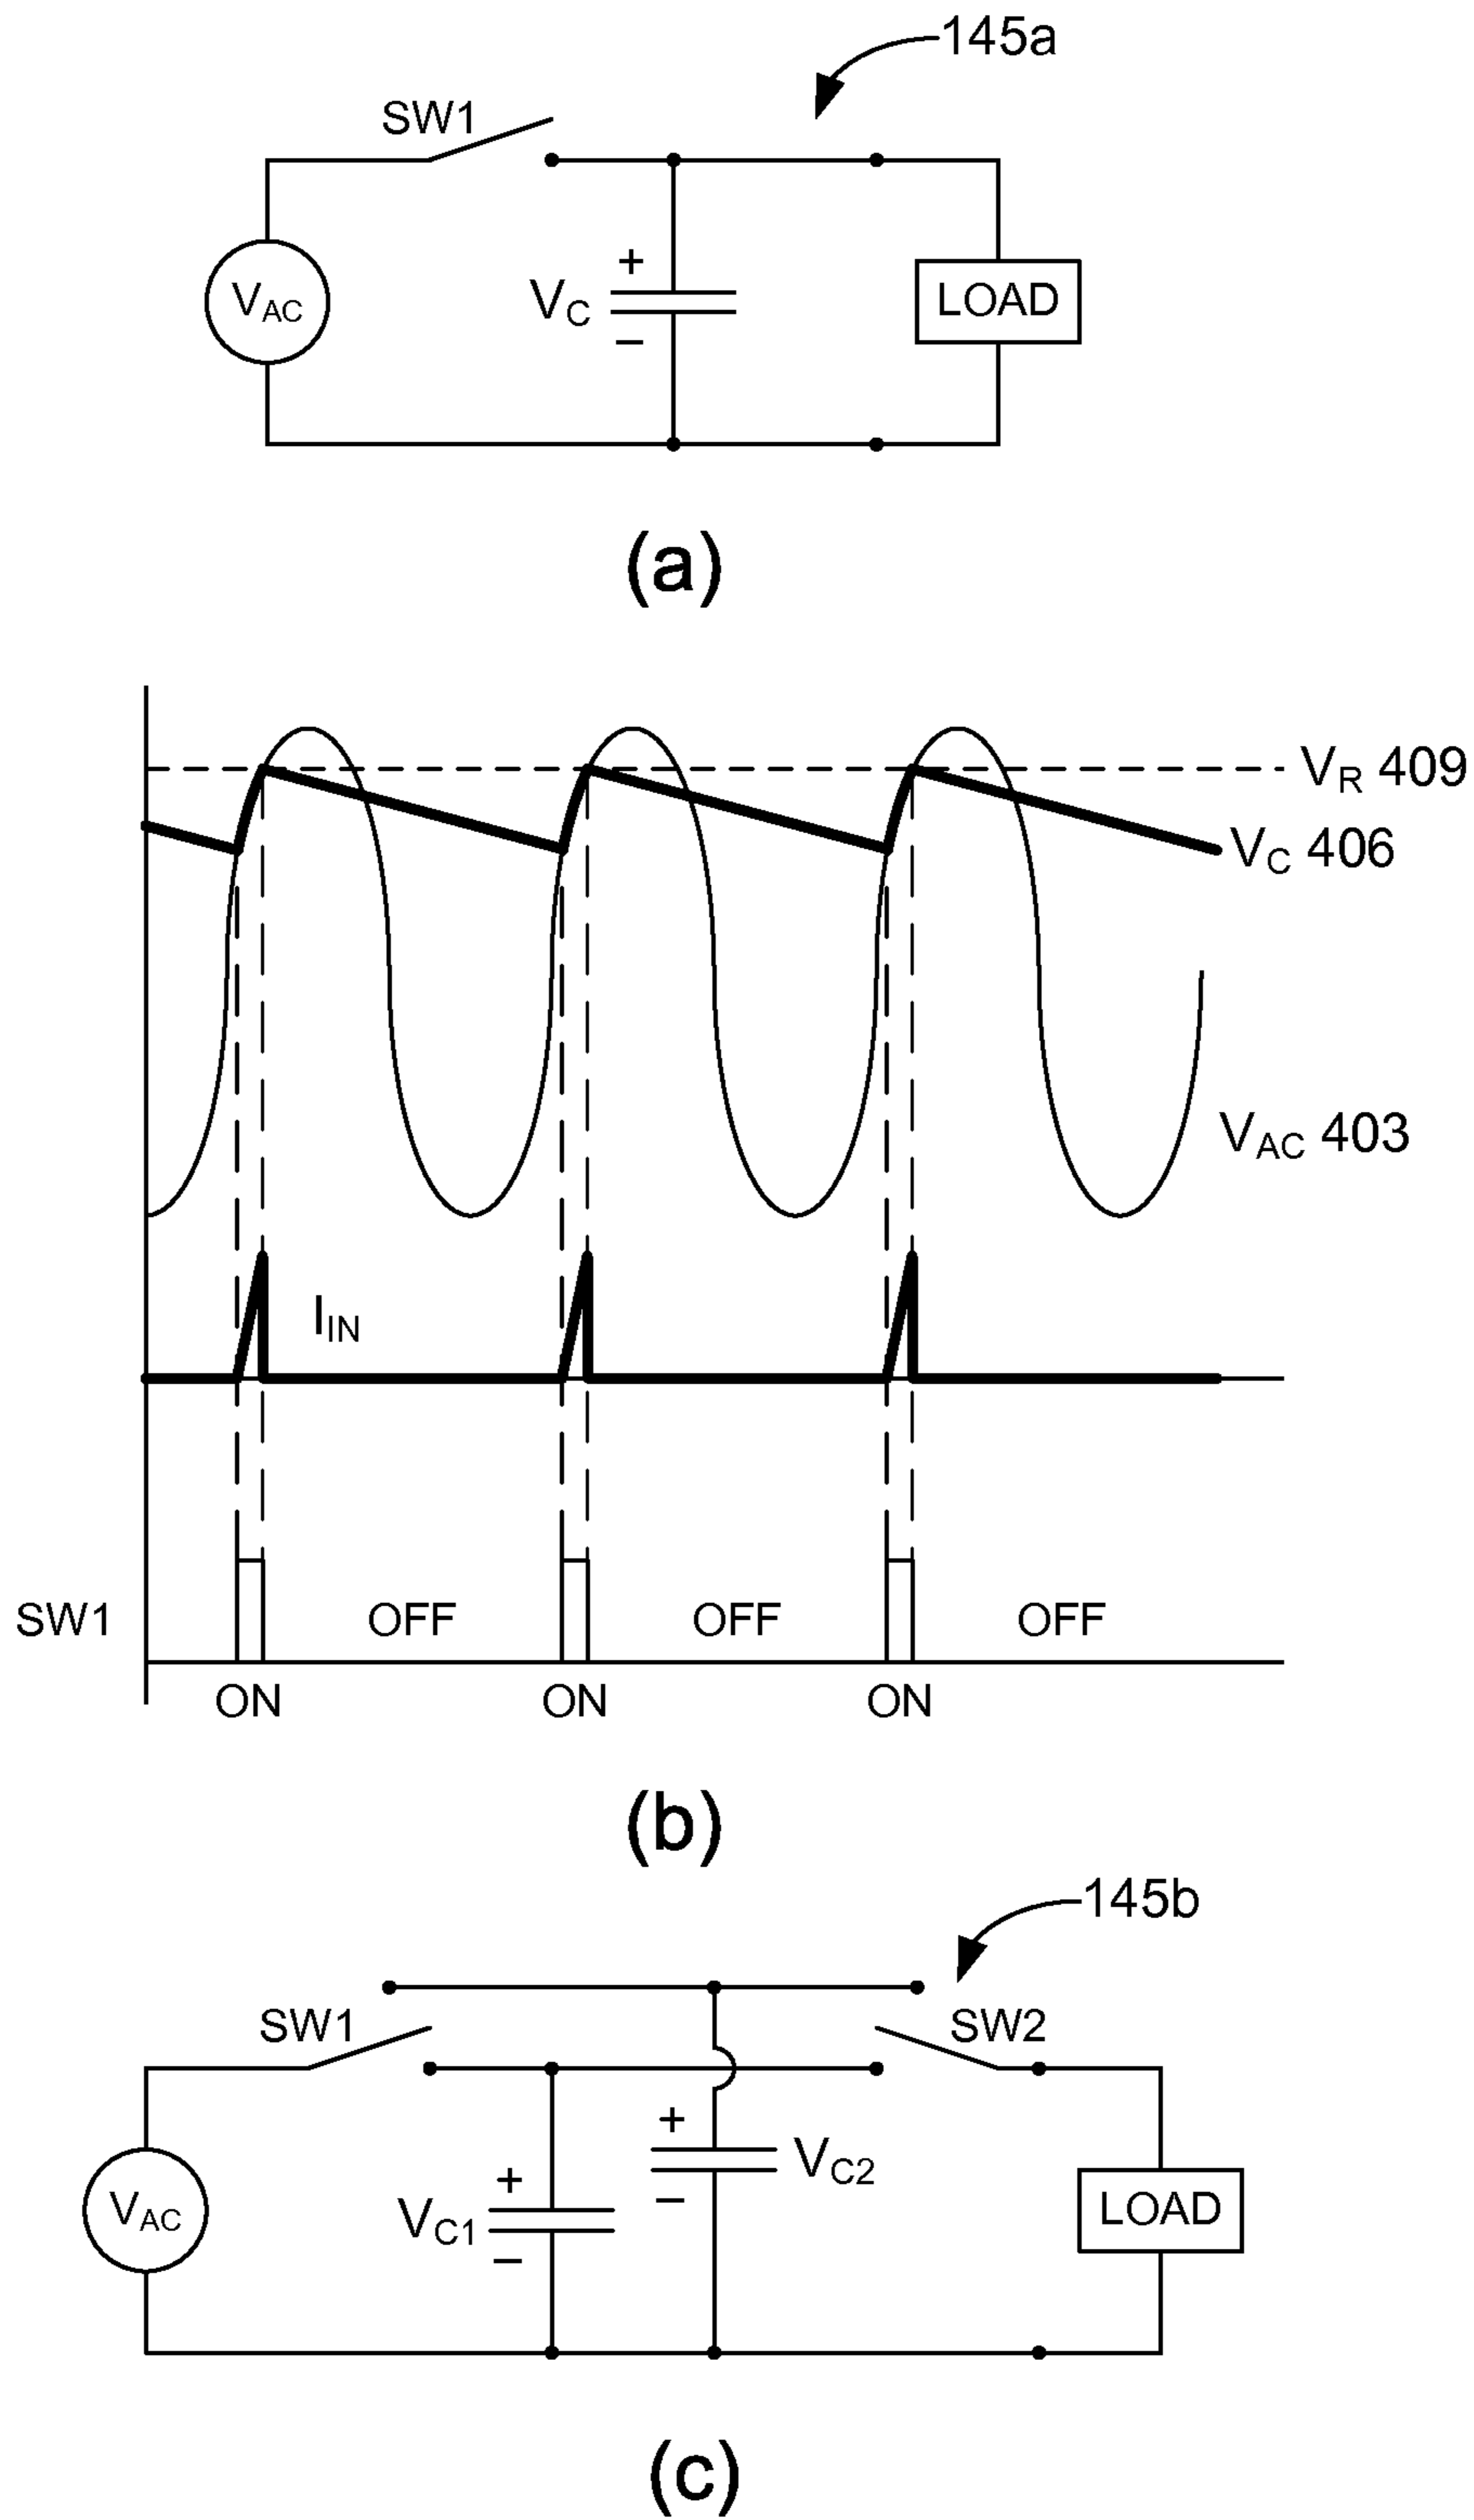 145a
SW1
VAC
+
VC
−
LOAD
(a)
VR 409
VC 406
VAC 403
IIN
SW1
OFF OFF OFF
ON ON ON
(b)
145b
SW1
SW2
+
VC2
−
+
VC1
−
VAC
LOAD
(c)